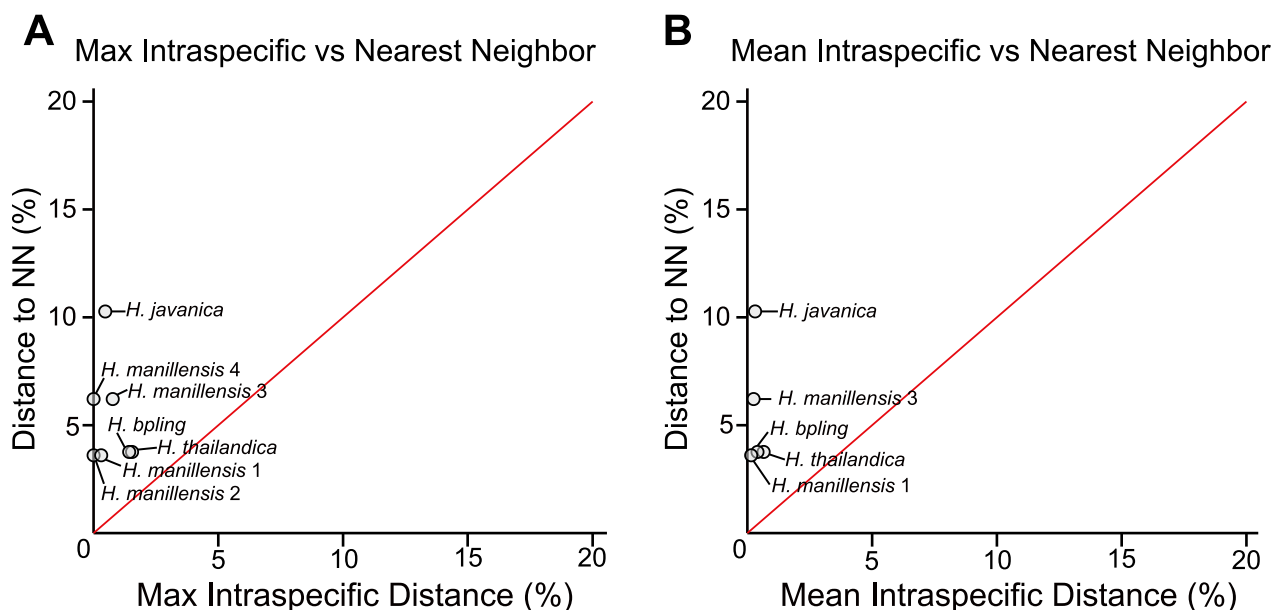 A
Max Intraspecific vs Nearest Neighbor
20
15
10
5
0
5
10
15
20
Distance to NN (%)
H. javanica
H. manillensis 4
H. manillensis 3
H. bpling
H. thailandica
H. manillensis 1
H. manillensis 2
Max Intraspecific Distance (%)
B
Mean Intraspecific vs Nearest Neighbor
20
15
10
5
0
5
10
15
20
Distance to NN (%)
H. javanica
H. manillensis 3
H. bpling
H. thailandica
H. manillensis 1
Mean Intraspecific Distance (%)